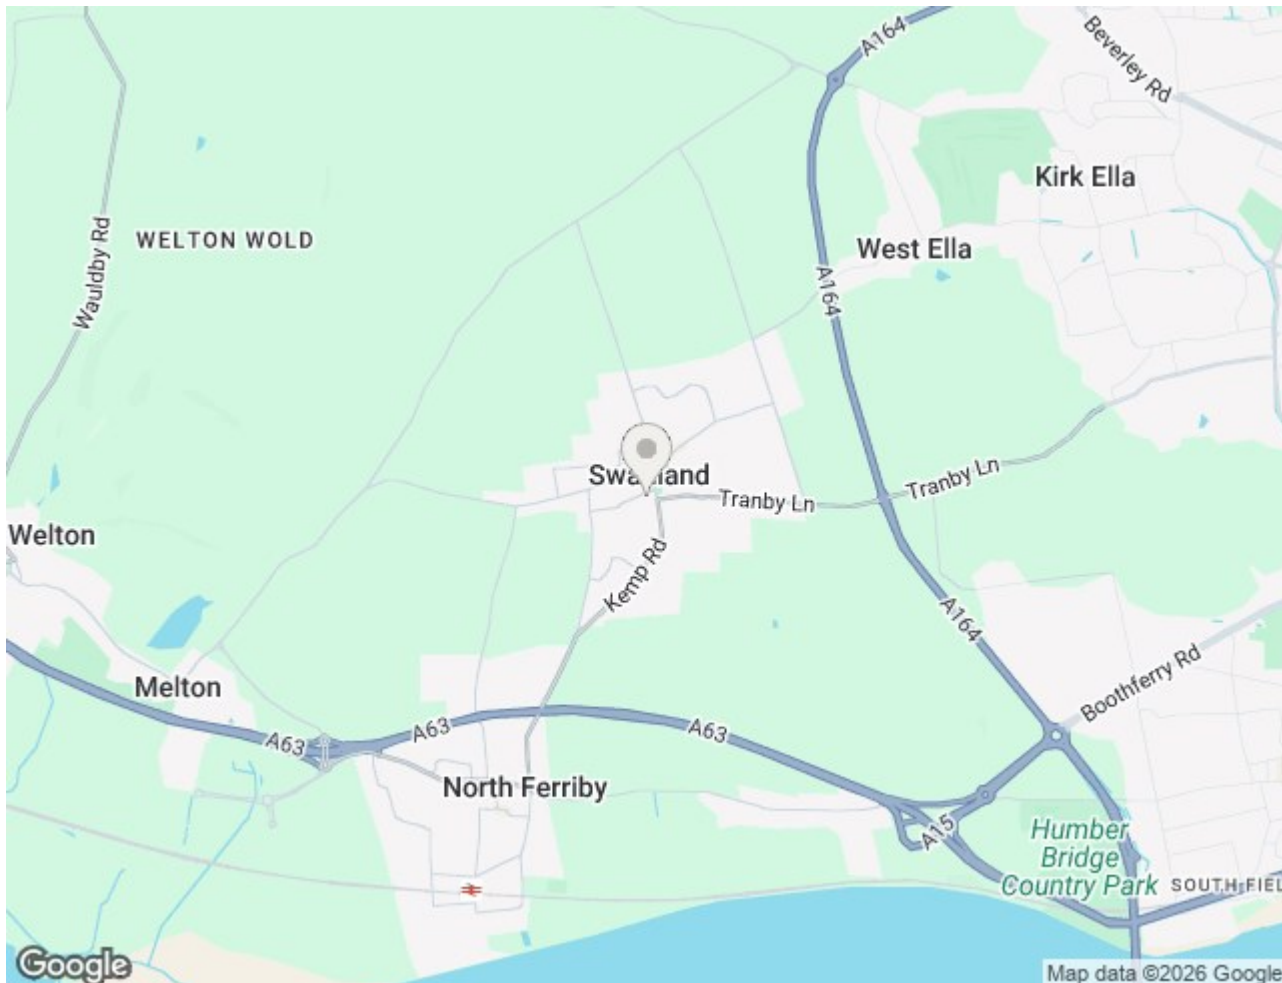 A164
Beverley Rd
Kirk Ella
WELTON WOLD
West Ella
Wauldby Rd
A164
Swanland
Tranby Ln
Tranby Ln
Welton
Kemp Rd
A164
Boothferry Rd
Melton
A63
A63
A63
North Ferriby
A15
Humber
Bridge
Country Park
SOUTH FIEL
Google
Map data ©2026 Google